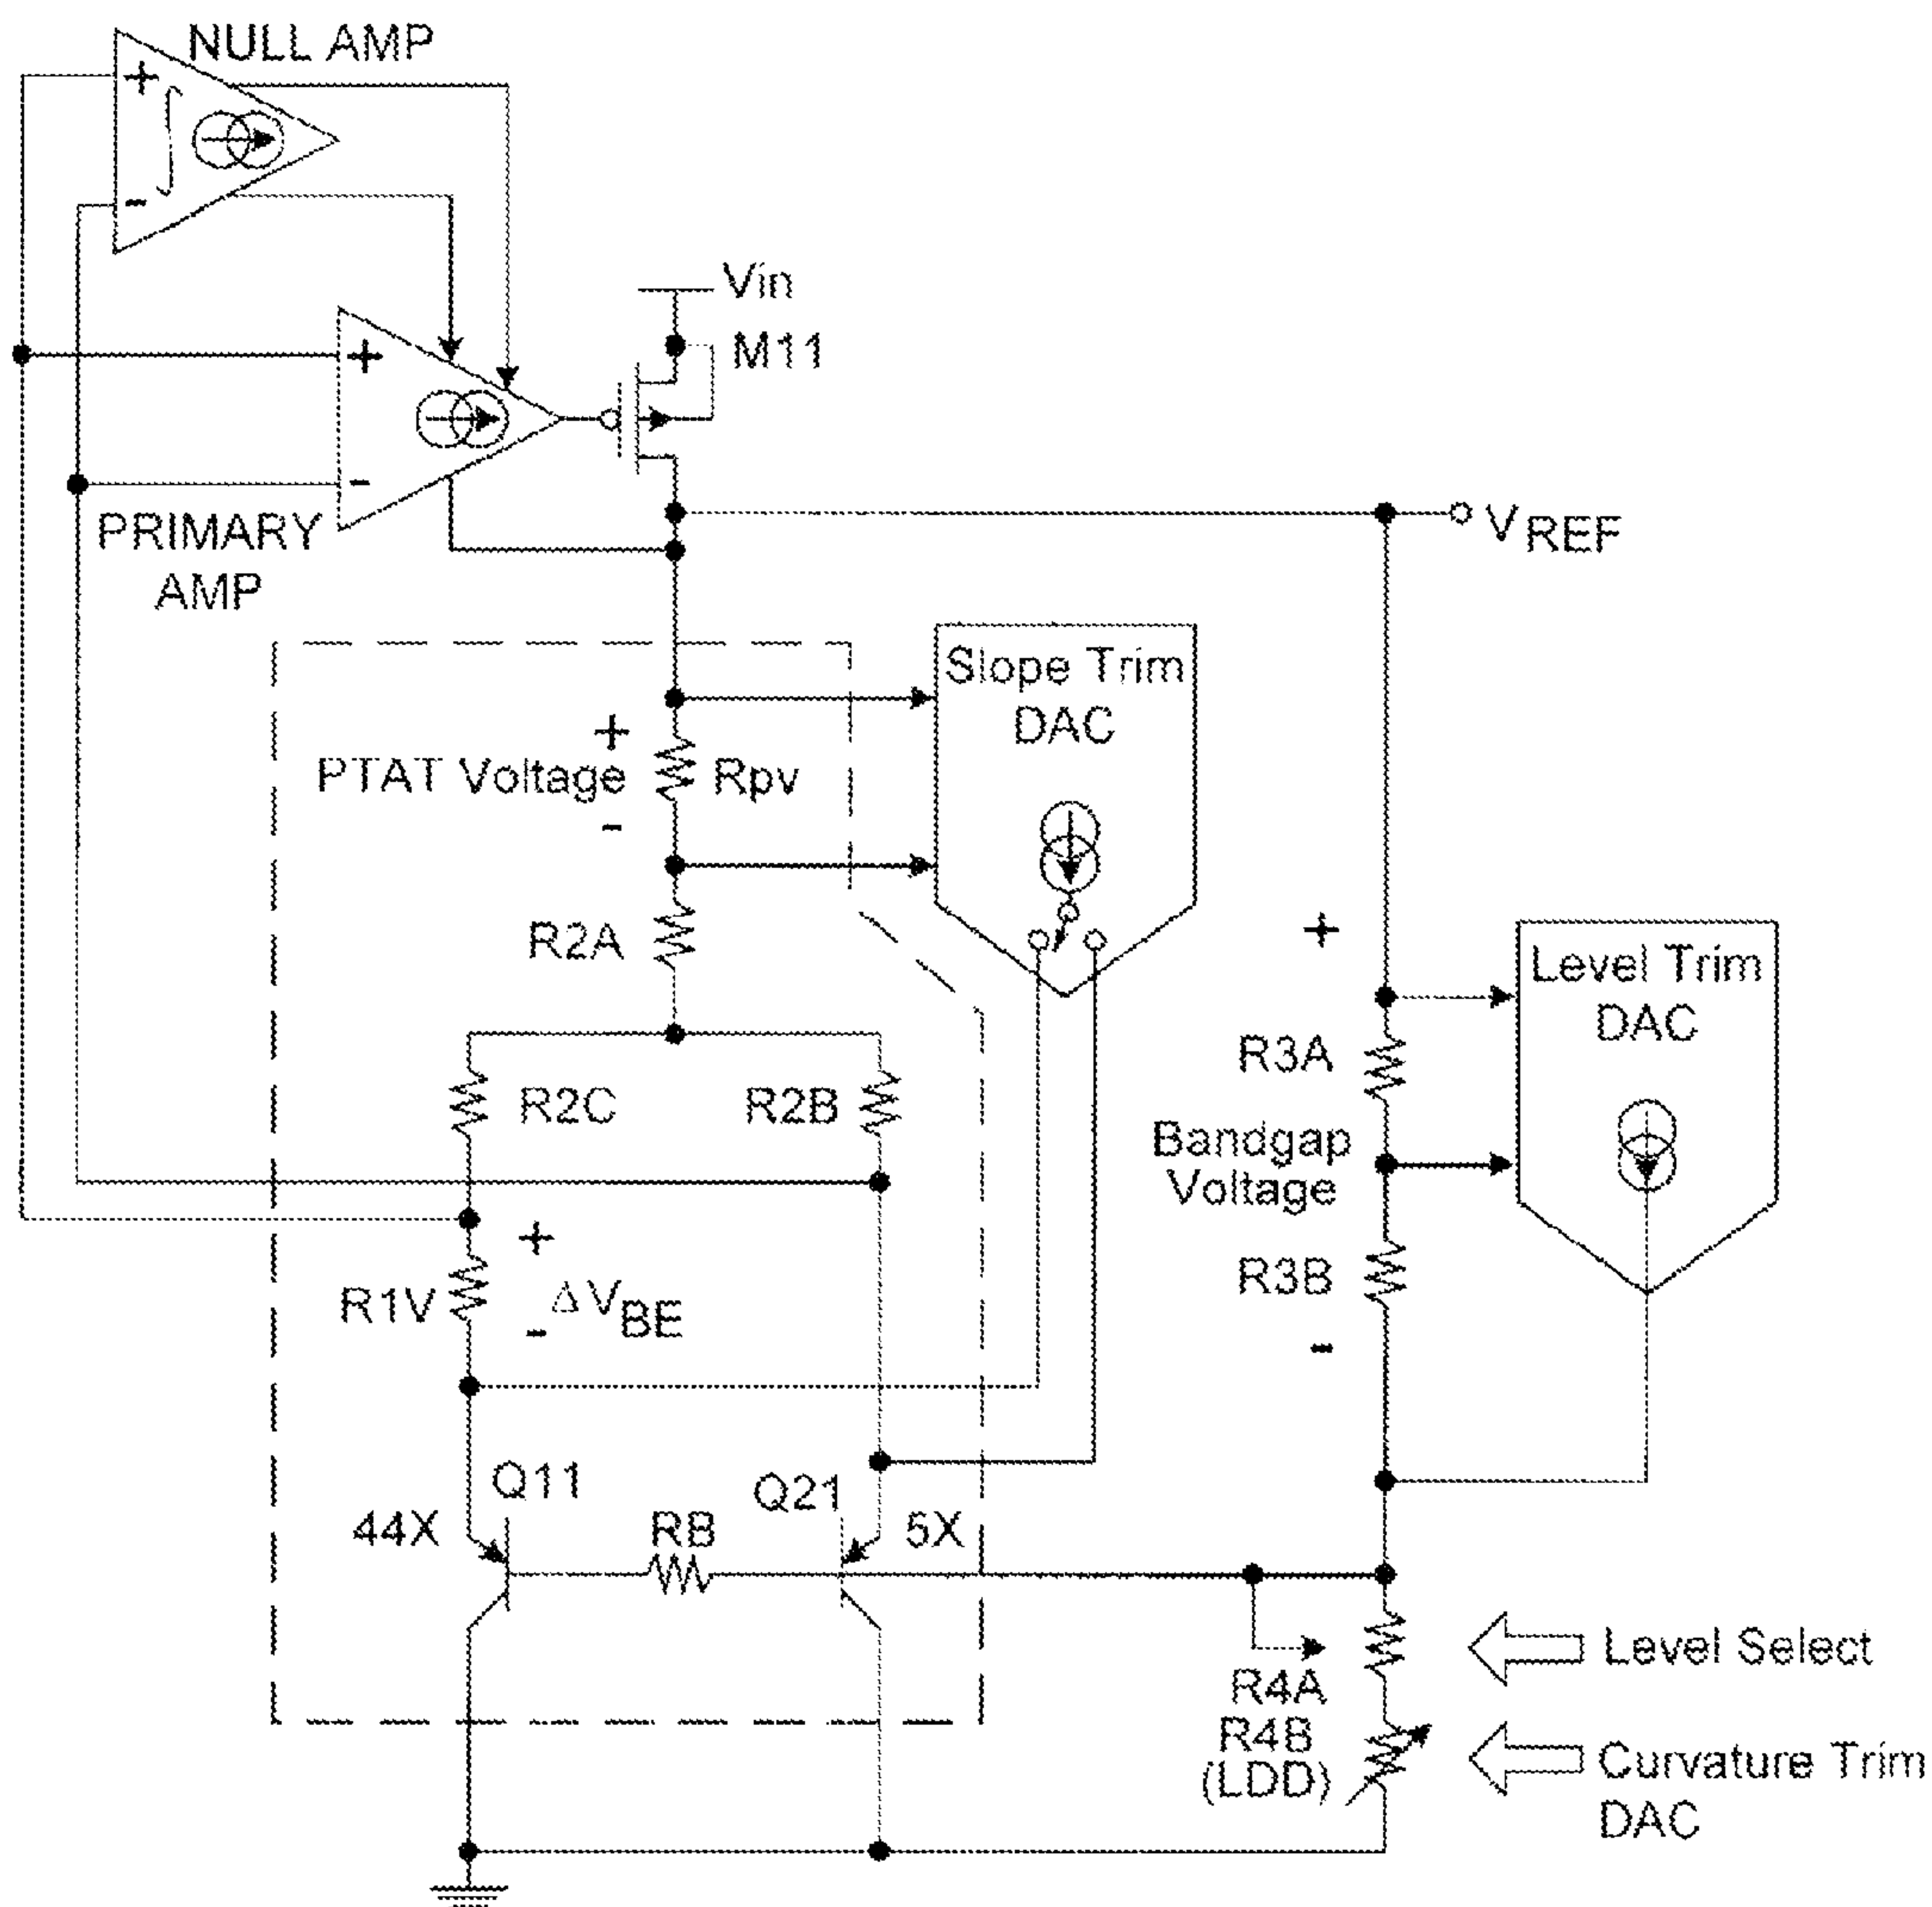 NULL AMP
+
-
Vin
M11
+
-
PRIMARY
AMP
VREF
Slope Trim
DAC
+
PTAT Voltage
-
Rpv
R2A
+
Level Trim
DAC
R3A
R2C
R2B
Bandgap
Voltage
+
ΔVBE
-
R1V
R3B
-
Q11
Q21
44X
RB
5X
Level Select
R4A
R4B
(LDD)
Curvature Trim
DAC